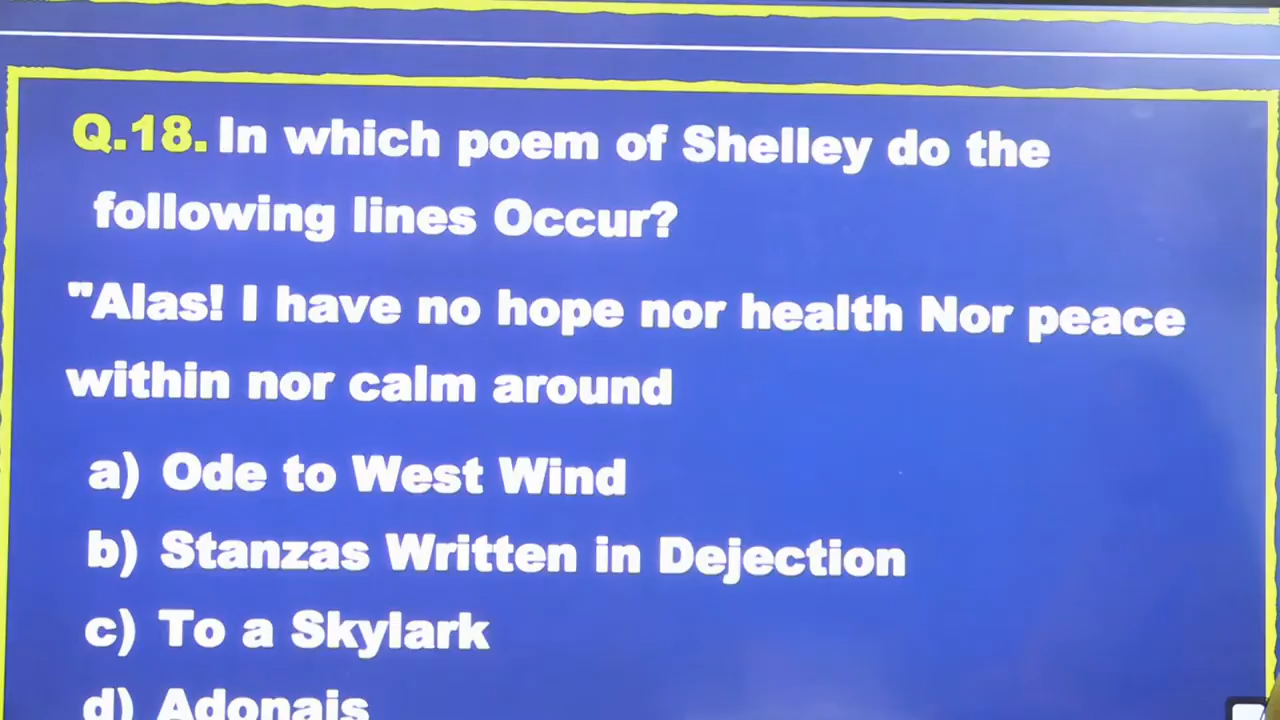 Q.18. In which poem of Shelley do the
following lines Occur?
"Alas! I have no hope nor health Nor peace
within nor calm around
a) Ode to West Wind
b) Stanzas Written in Dejection
c) To a Skylark
d) Adonais